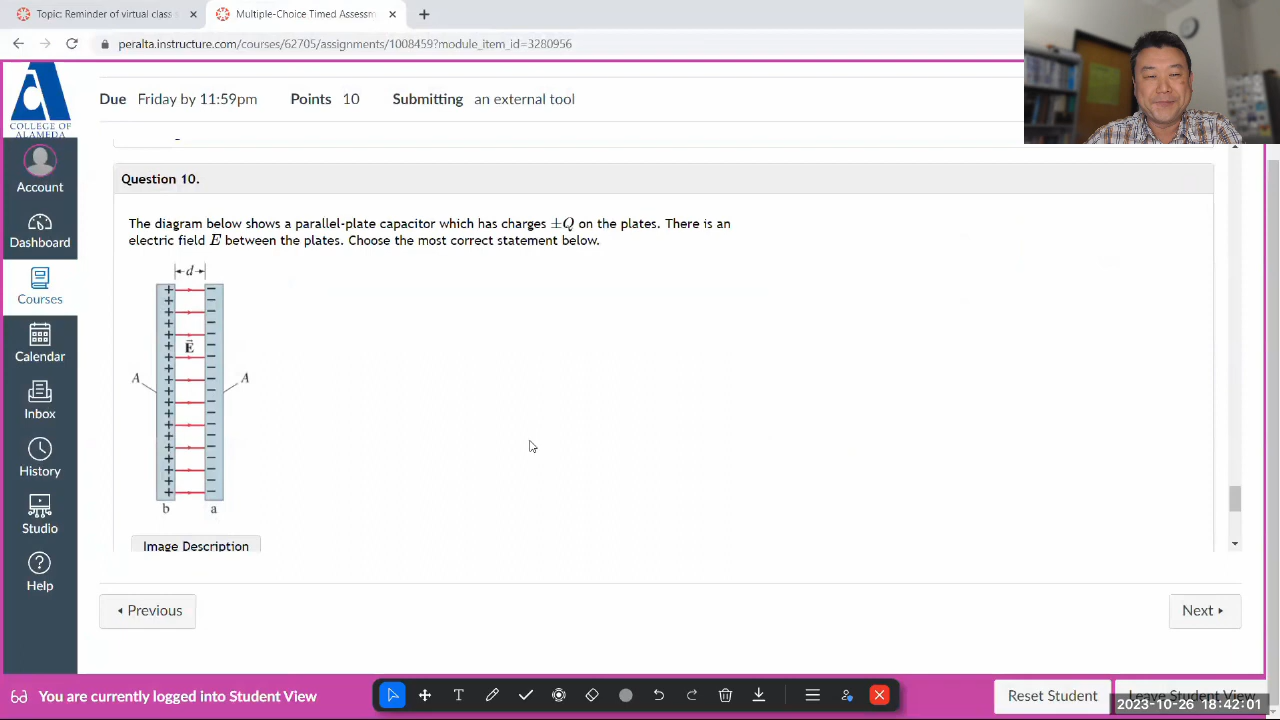 Topic: Reminder of virtual class
Multiple-Choice Timed Assessm
peralta.instructure.com/courses/62705/assignments/1008459?module_item_id=3280956
COLLEGE OF
ALAMEDA
Account
Dashboard
Courses
Calendar
Inbox
History
Studio
Help
Due Friday by 11:59pm Points 10 Submitting an external tool
Question 10.
The diagram below shows a parallel-plate capacitor which has charges ±Q on the plates. There is an
electric field E between the plates. Choose the most correct statement below.
d
E
A A
b a
Image Description
Previous
Next
You are currently logged into Student View
T
Reset Student
Leave Student View
2023-10-26 18:42:01